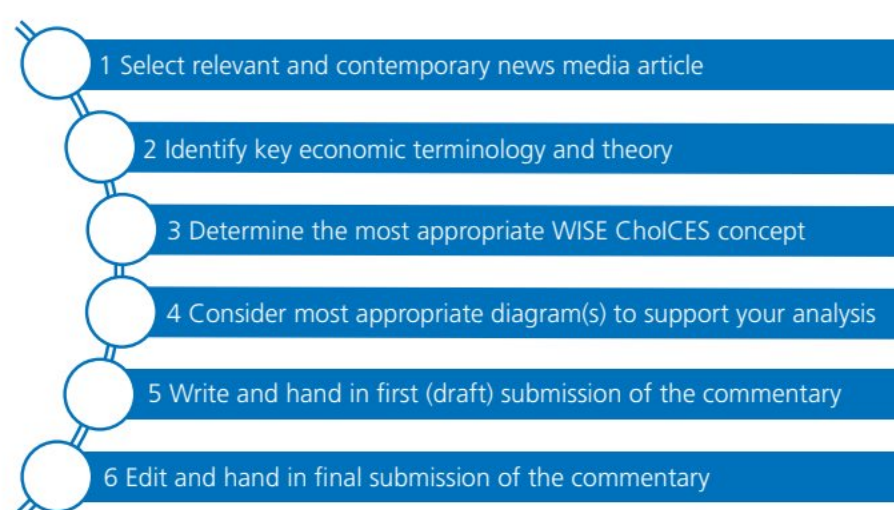 1 Select relevant and contemporary news media article
2 Identify key economic terminology and theory
3 Determine the most appropriate WISE ChoICES concept
4 Consider most appropriate diagram(s) to support your analysis
5 Write and hand in first (draft) submission of the commentary
6 Edit and hand in final submission of the commentary